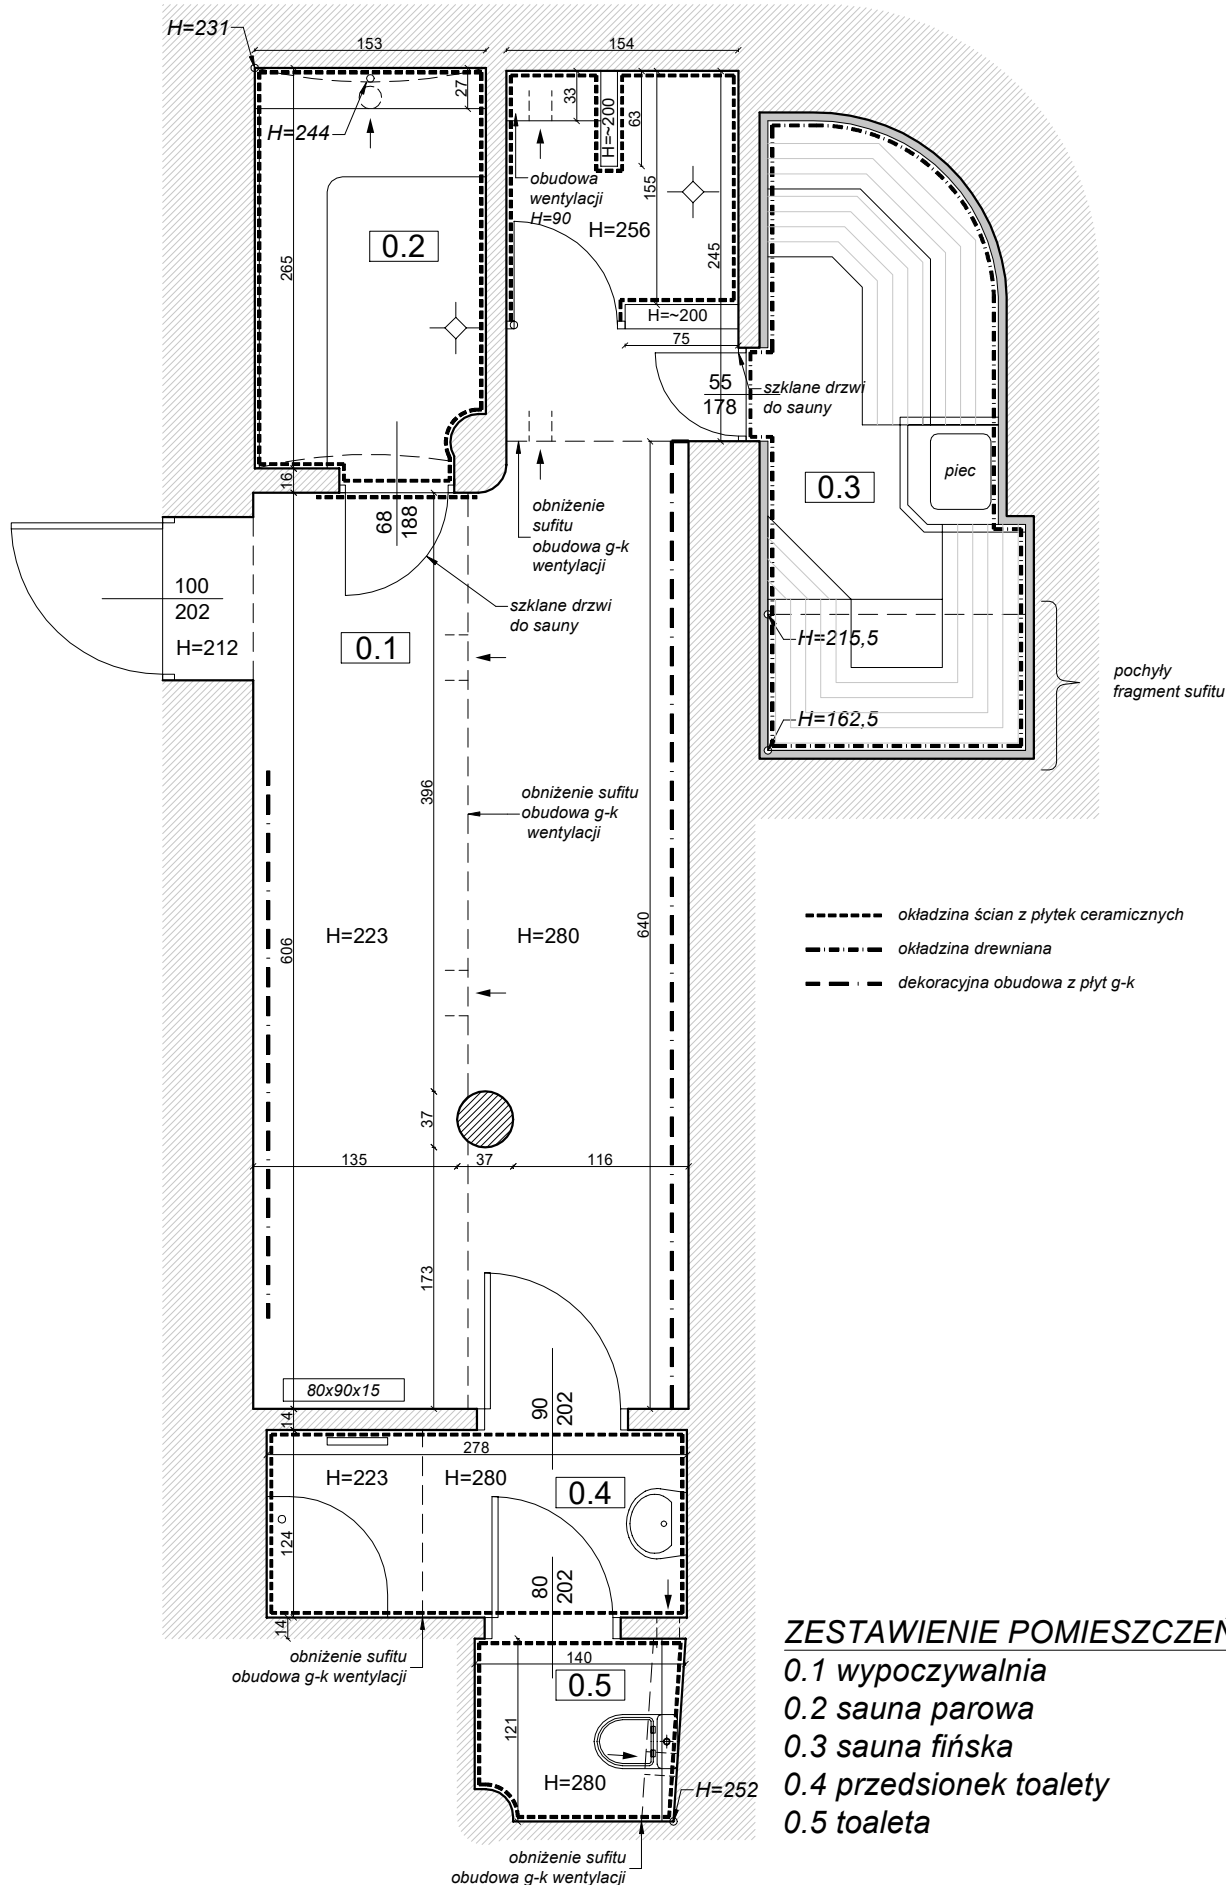 H=231
153
154
27
33
63
H=~200
H=244
obudowa
wentylacji
H=90
155
H=256
0.2
245
265
H=~200
75
55
178
szklane drzwi
do sauny
16
68
188
0.3
piec
obniżenie
sufitu
obudowa g-k
wentylacji
100
202
H=212
szklane drzwi
do sauny
0.1
H=215,5
pochyły
fragment sufitu
H=162,5
396
obniżenie sufitu
obudowa g-k
wentylacji
okładzina ścian z płytek ceramicznych
okładzina drewniana
dekoracyjna obudowa z płyt g-k
606
H=223
H=280
640
37
135
37
116
173
80x90x15
14
90
202
278
H=223
H=280
0.4
124
80
202
14
obniżenie sufitu
obudowa g-k wentylacji
140
0.5
121
H=280
H=252
obniżenie sufitu
obudowa g-k wentylacji
ZESTAWIENIE POMIESZCZEŃ
0.1 wypoczywalnia
0.2 sauna parowa
0.3 sauna fińska
0.4 przedsionek toalety
0.5 toaleta